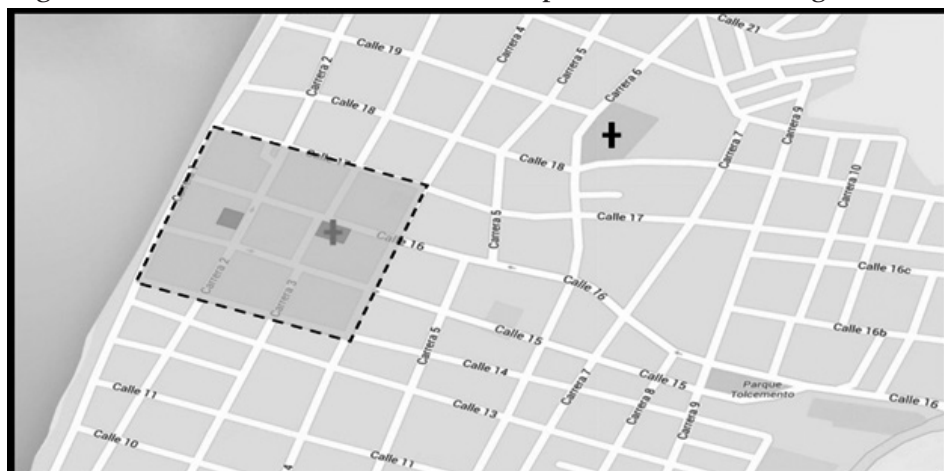 Calle 21
Carrera 4
Calle 19
Carrera 2
Carrera 5
Carrera 6
Carrera 9
Calle 18
Carrera 7
Calle 18
Carrera 10
Carrera 5
Calle 17
Calle 16
Calle 16c
Carrera 2
Carrera 3
Calle 16
Calle 15
Carrera 5
Calle 16b
Calle 14
Calle 15
Carrera 7
Parque
Tolcemento
Calle 11
Calle 13
Carrera 8
Carrera 9
Calle 16
Calle 10
Calle 11